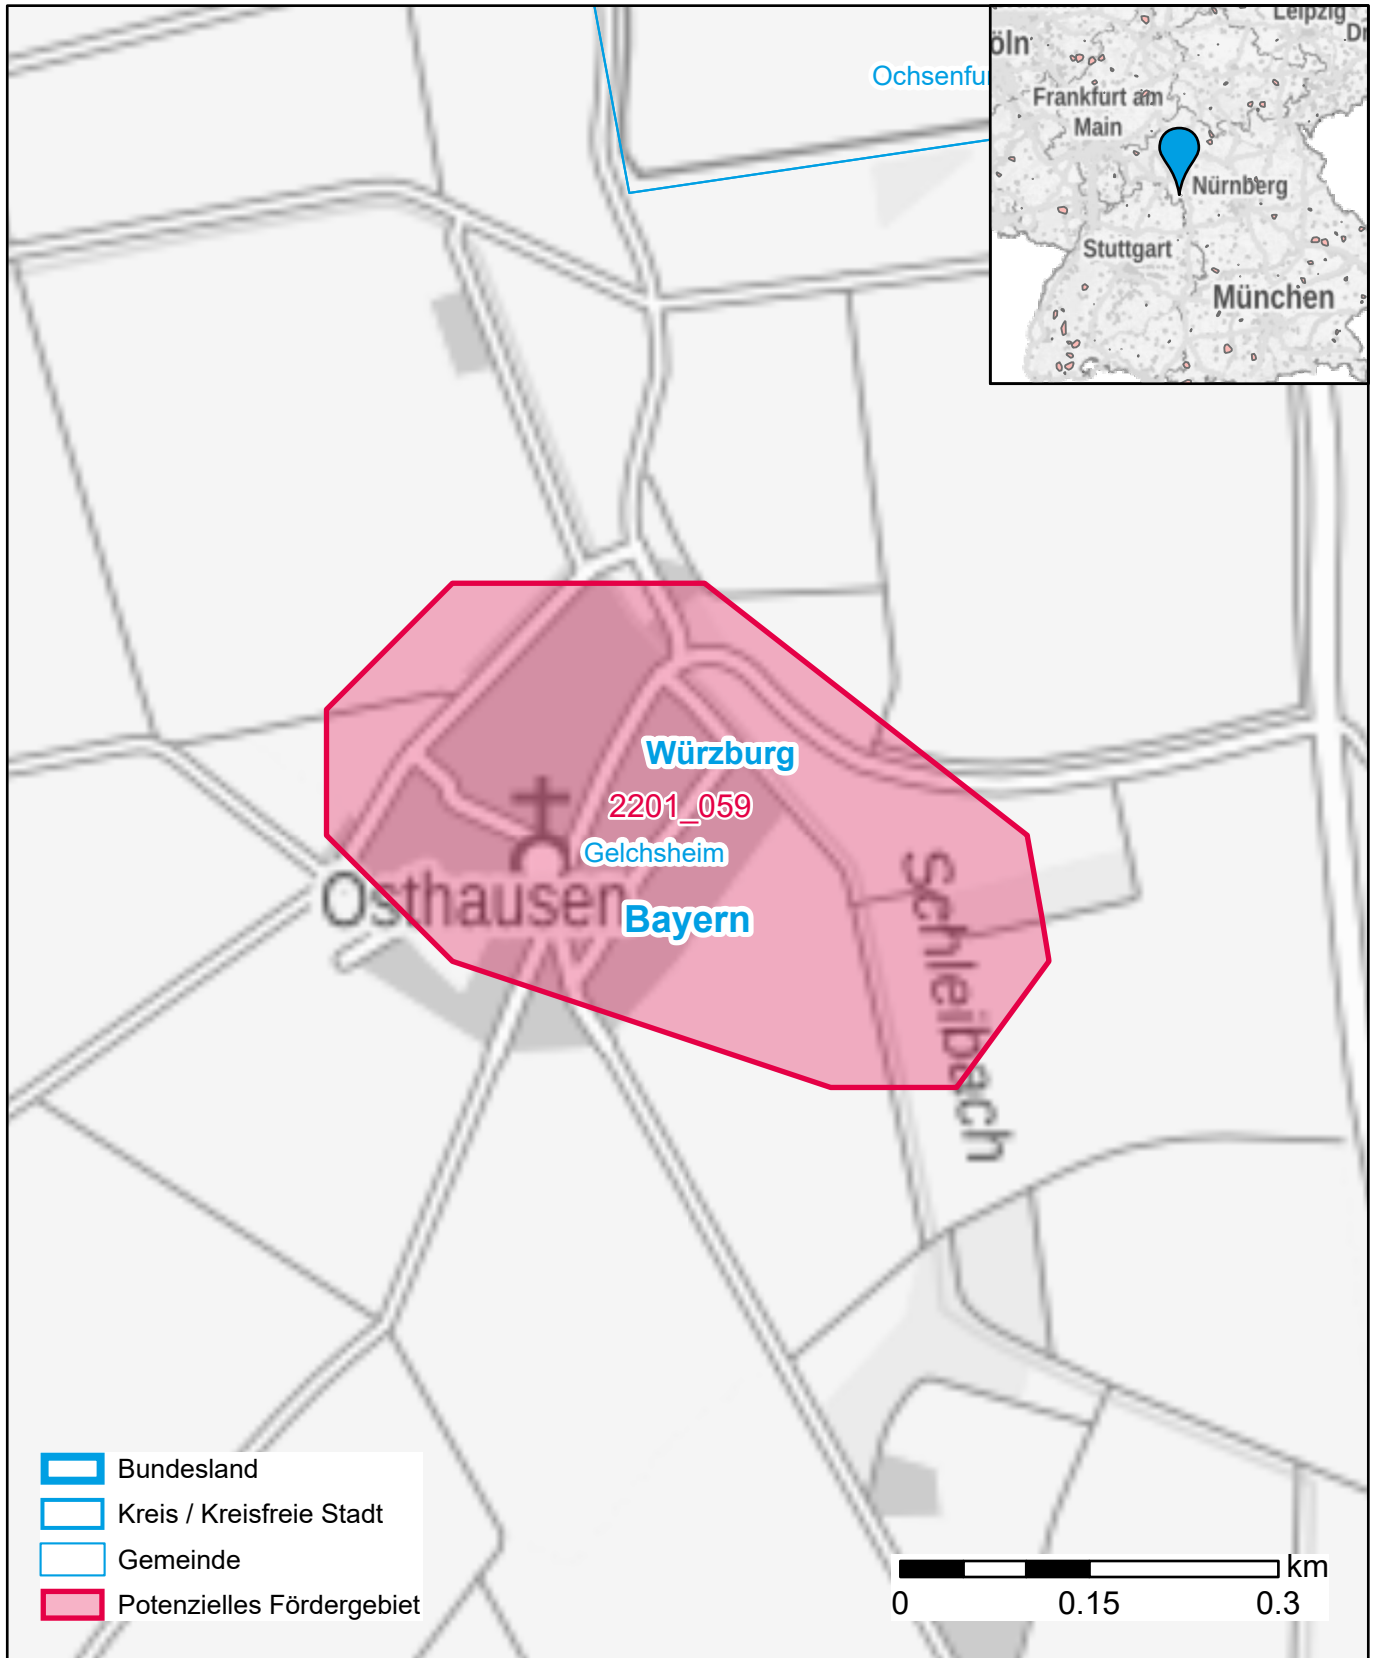 Ochsenfu
Leipzig
öln
Frankfurt am
Main
Nürnberg
Stuttgart
München
Würzburg
2201_059
Gelchsheim
Osthausen
Bayern
Schleibach
Bundesland
Kreis / Kreisfreie Stadt
Gemeinde
Potenzielles Fördergebiet
km
0 0.15 0.3